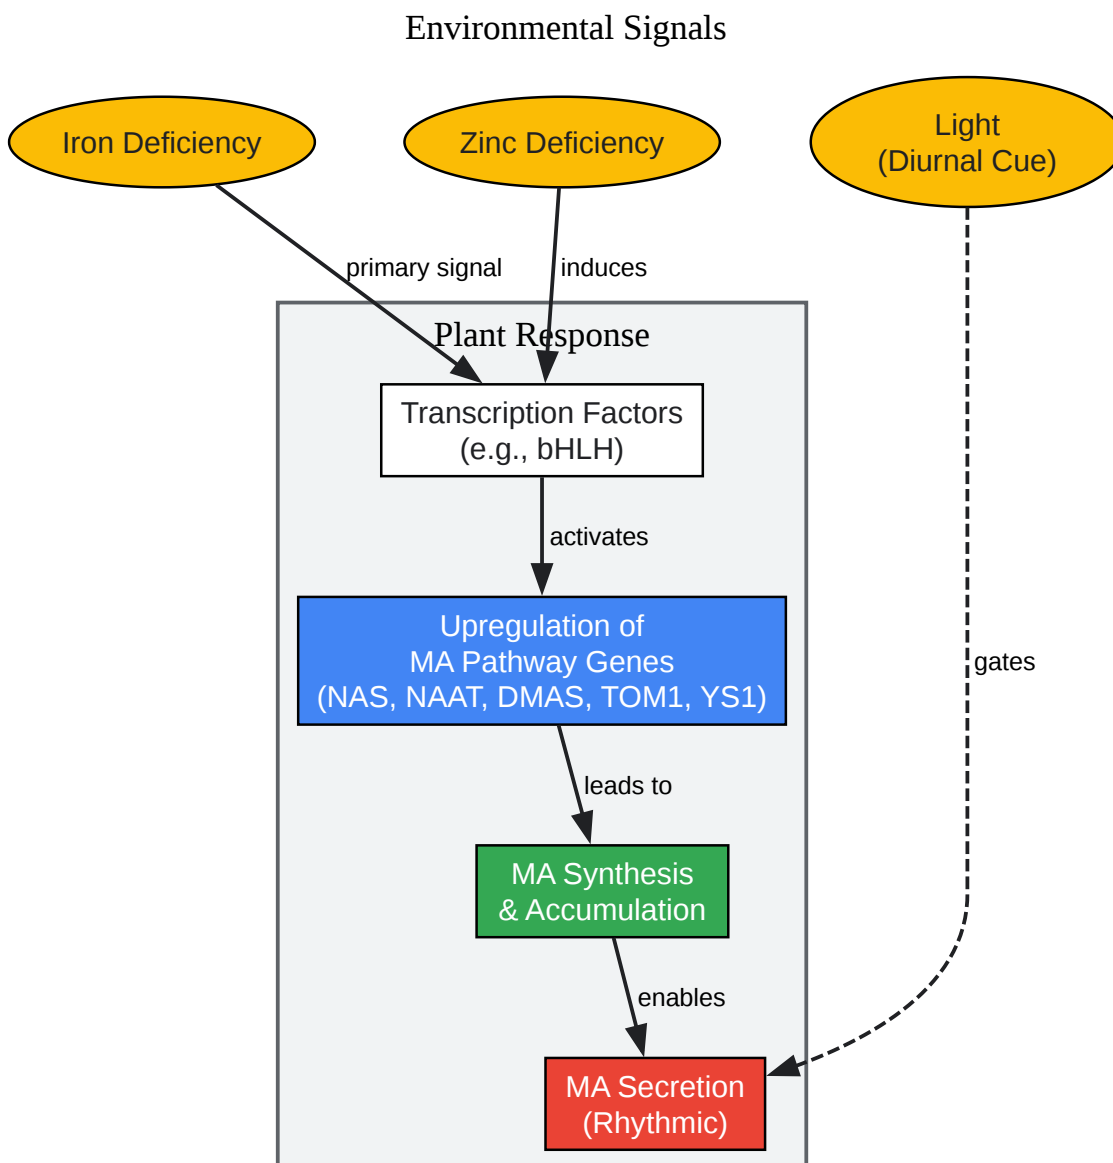 Environmental Signals
Iron Deficiency
Zinc Deficiency
Light
(Diurnal Cue)
primary signal
induces
Plant Response
Transcription Factors
(e.g., bHLH)
activates
Upregulation of
MA Pathway Genes
(NAS, NAAT, DMAS, TOM1, YS1)
gates
leads to
MA Synthesis
& Accumulation
enables
MA Secretion
(Rhythmic)